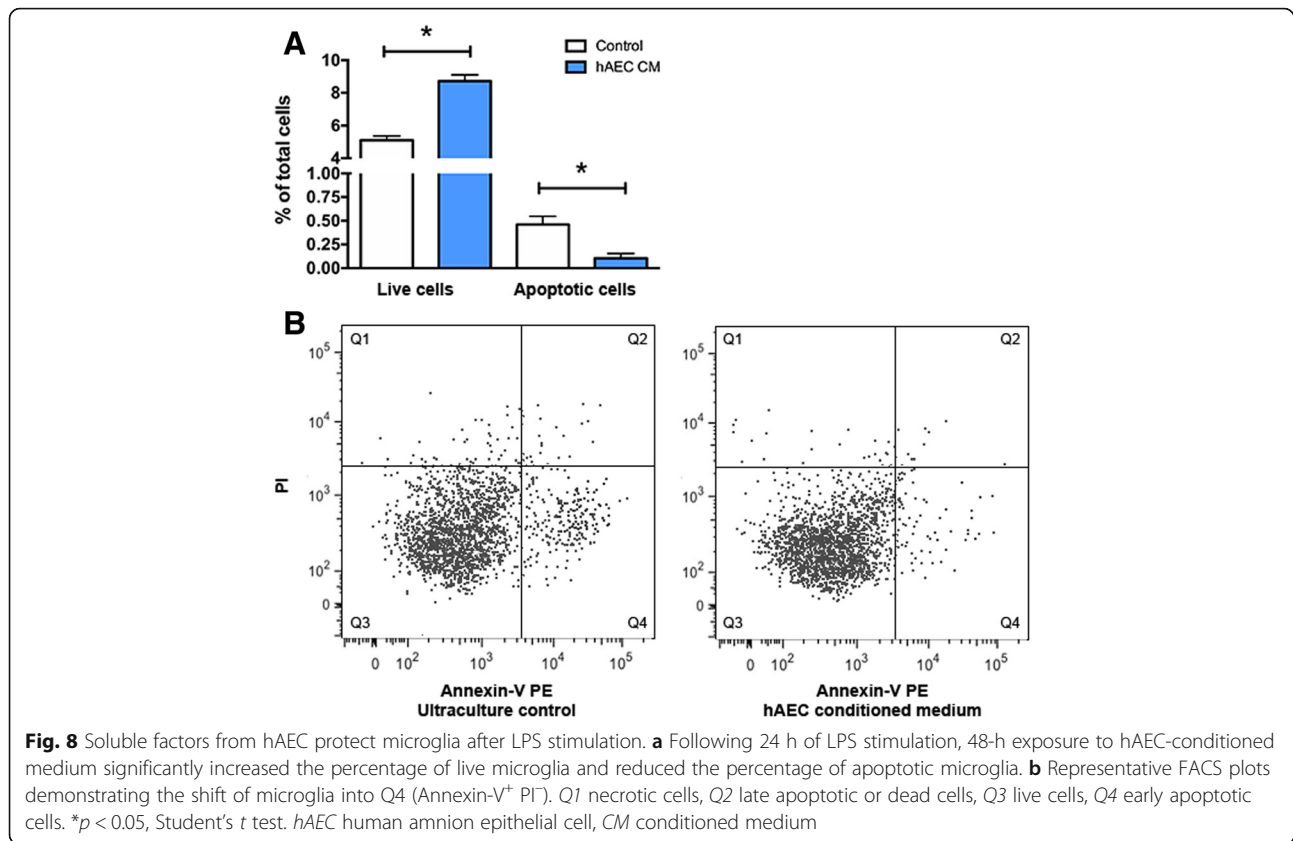 A
*
Control
hAEC CM
10
8
6
4
1.00
0.75
0.50
0.25
0.00
% of total cells
*
Live cells
Apoptotic cells
B
Q1
Q2
Q3
Q4
10⁵
10⁴
10³
10²
0
PI
0 10² 10³ 10⁴ 10⁵
Annexin-V PE
Ultraculture control
Q1
Q2
Q3
Q4
10⁵
10⁴
10³
10²
0
0 10² 10³ 10⁴ 10⁵
Annexin-V PE
hAEC conditioned medium
Fig. 8 Soluble factors from hAEC protect microglia after LPS stimulation. a Following 24 h of LPS stimulation, 48-h exposure to hAEC-conditioned
medium significantly increased the percentage of live microglia and reduced the percentage of apoptotic microglia. b Representative FACS plots
demonstrating the shift of microglia into Q4 (Annexin-V⁺ PI⁻). Q1 necrotic cells, Q2 late apoptotic or dead cells, Q3 live cells, Q4 early apoptotic
cells. *p < 0.05, Student's t test. hAEC human amnion epithelial cell, CM conditioned medium